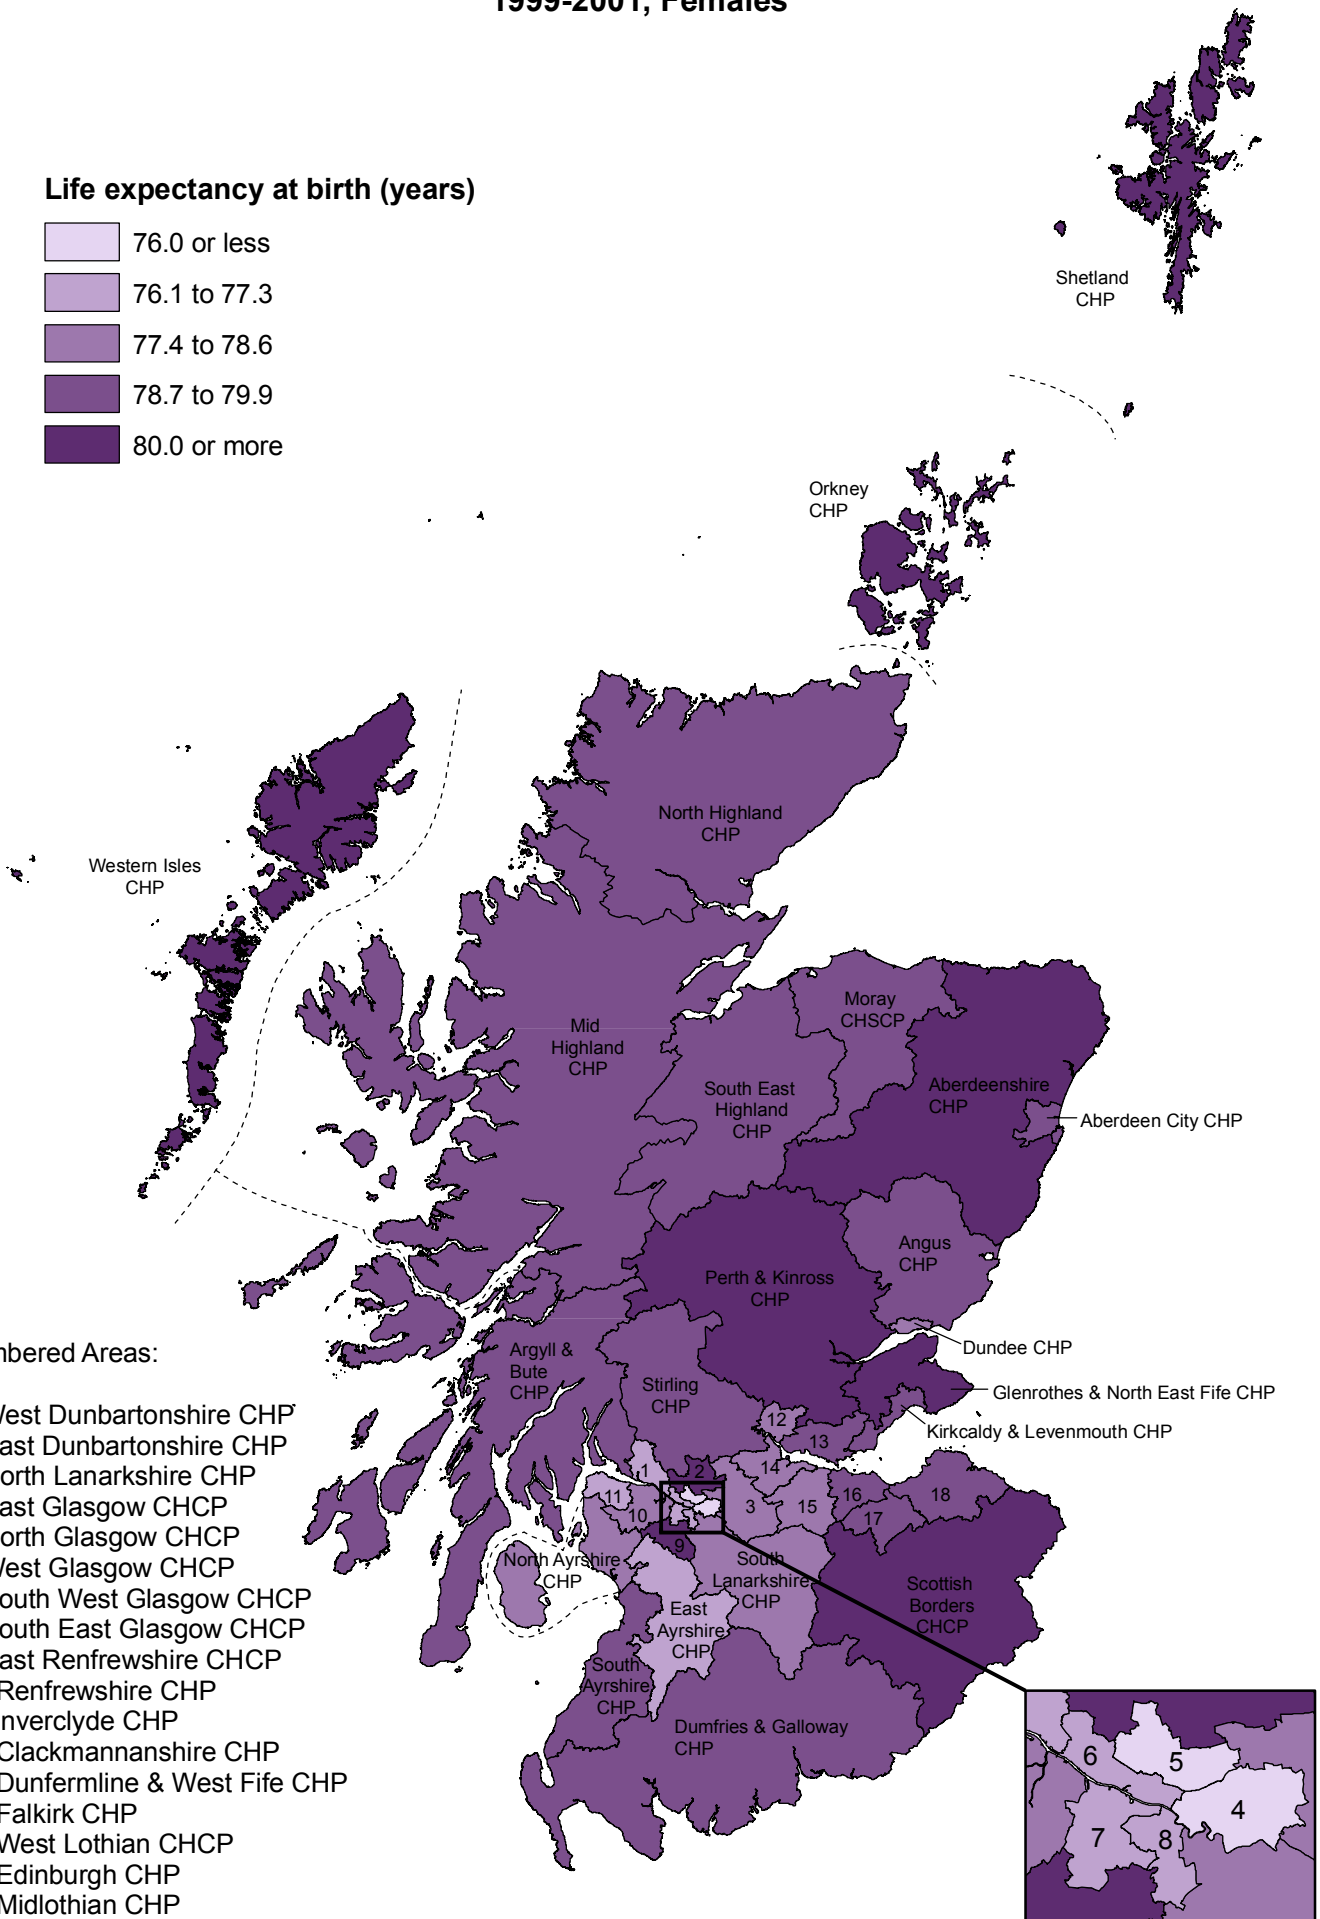 1999-2001, Females
Life expectancy at birth (years)
76.0 or less
76.1 to 77.3
77.4 to 78.6
78.7 to 79.9
80.0 or more
Shetland
CHP
Orkney
CHP
Western Isles
CHP
North Highland
CHP
Moray
CHSCP
Mid
Highland
CHP
South East
Highland
CHP
Aberdeenshire
CHP
Aberdeen City CHP
Angus
CHP
Perth & Kinross
CHP
Dundee CHP
Argyll &
Bute
CHP
Stirling
CHP
Glenrothes & North East Fife CHP
Kirkcaldy & Levenmouth CHP
12
13
1
2
14
11
10
3
15
16
18
17
9
North Ayrshire
CHP
South
Lanarkshire
CHP
East
Ayrshire
CHP
Scottish
Borders
CHCP
South
Ayrshire
CHP
Dumfries & Galloway
CHP
mbered Areas:
West Dunbartonshire CHP
ast Dunbartonshire CHP
orth Lanarkshire CHP
ast Glasgow CHCP
orth Glasgow CHCP
West Glasgow CHCP
outh West Glasgow CHCP
outh East Glasgow CHCP
ast Renfrewshire CHCP
Renfrewshire CHP
nverclyde CHP
Clackmannanshire CHP
Dunfermline & West Fife CHP
Falkirk CHP
West Lothian CHCP
Edinburgh CHP
Midlothian CHP
6
5
4
7
8